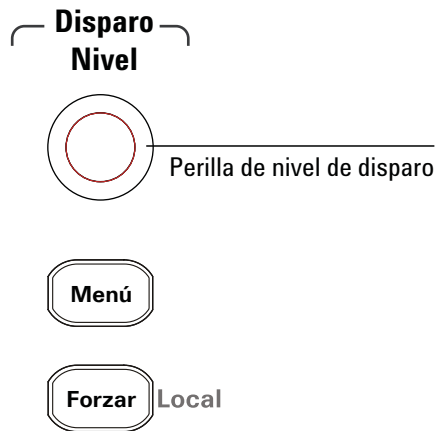 Disparo
Nivel
Perilla de nivel de disparo
Menú
Forzar Local